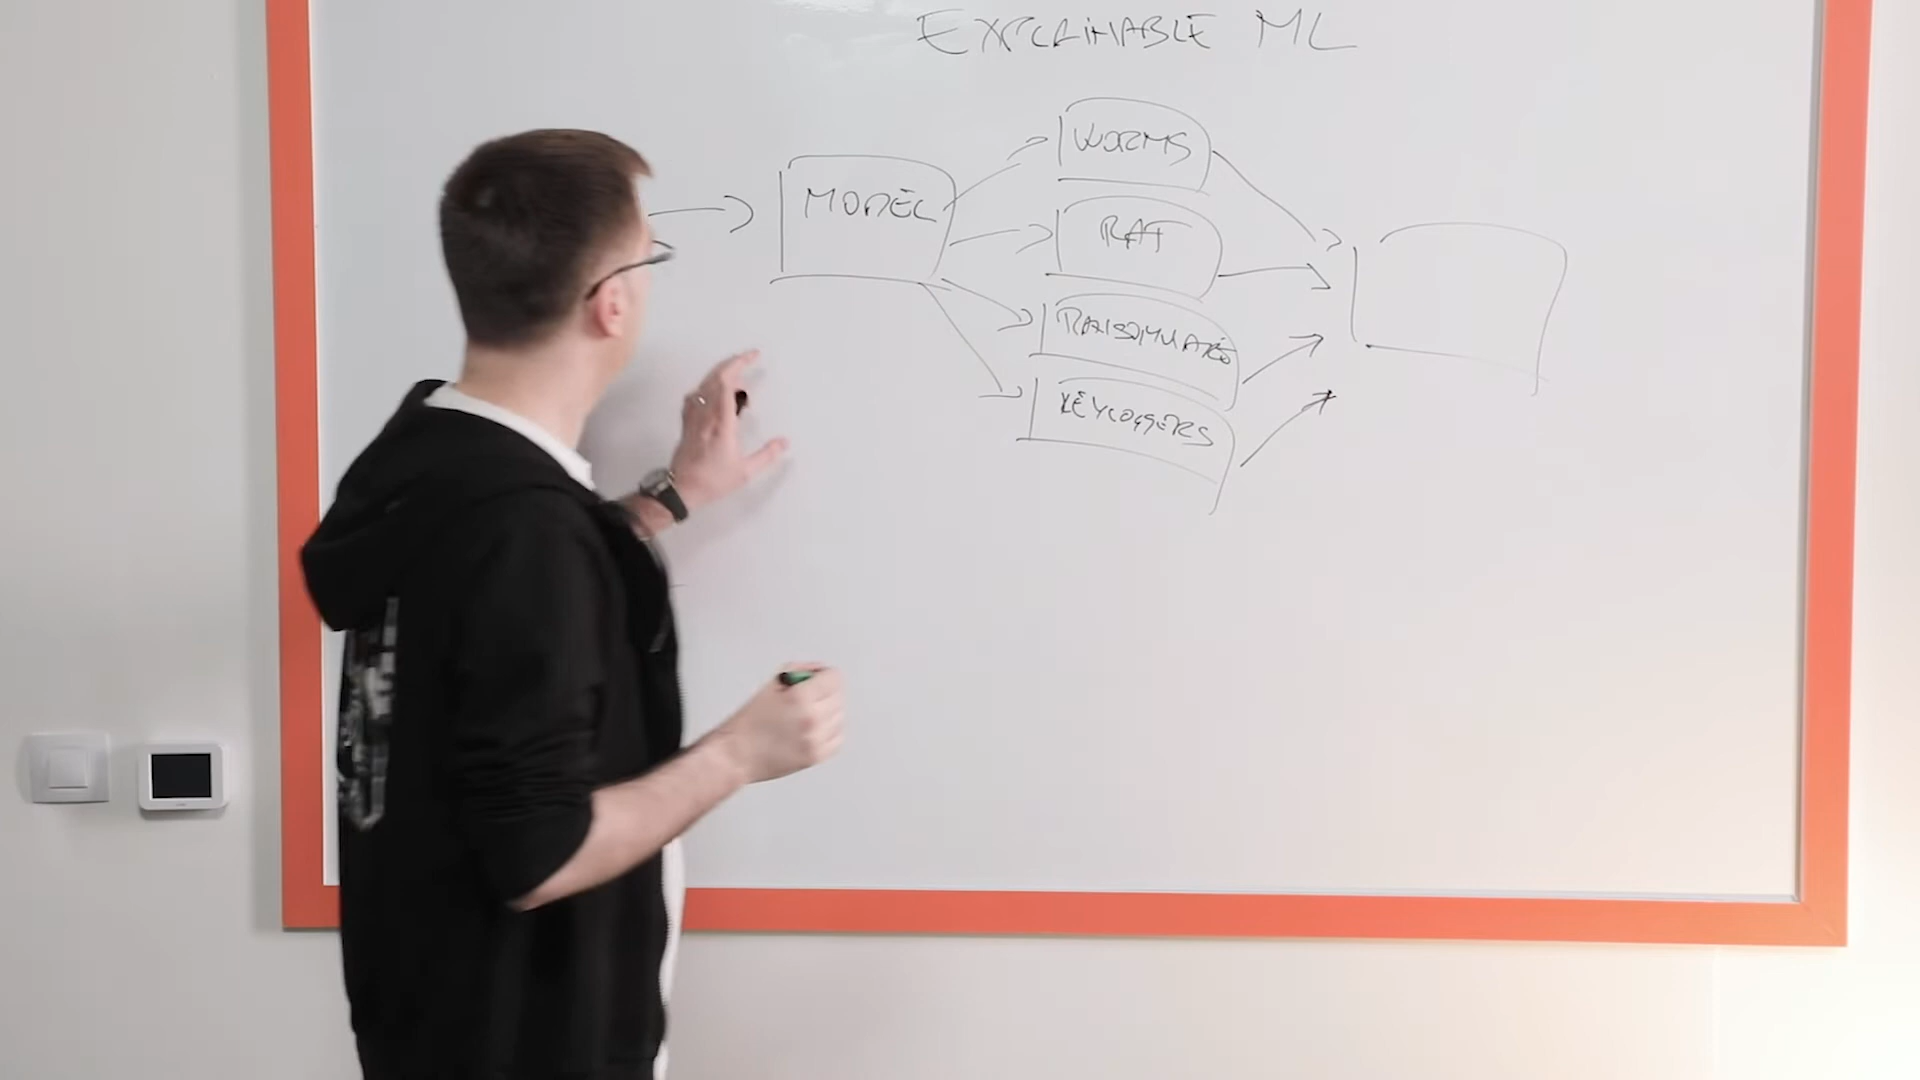 EXPLAINABLE ML
WORMS
MODEL
RAT
RANSOMWARE
KEYLOGGERS